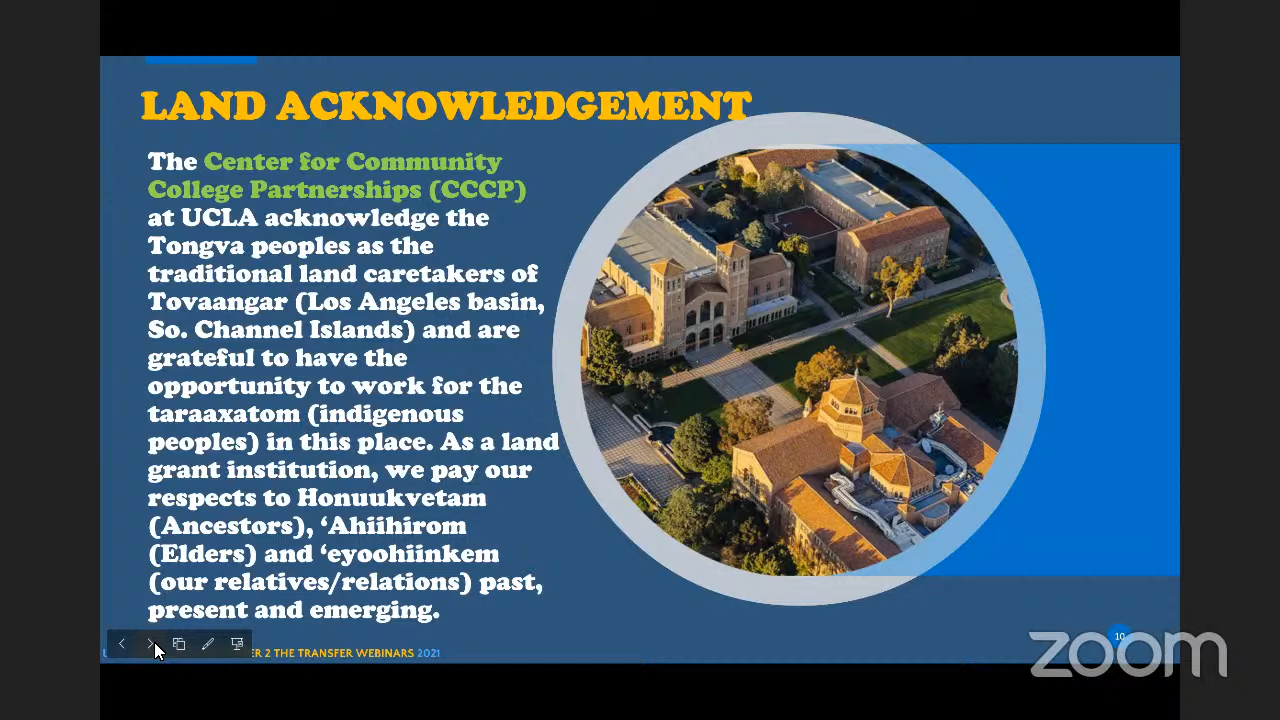 LAND ACKNOWLEDGEMENT
The Center for Community
College Partnerships (CCCP)
at UCLA acknowledge the
Tongva peoples as the
traditional land caretakers of
Tovaangar (Los Angeles basin,
So. Channel Islands) and are
grateful to have the
opportunity to work for the
taraaxatom (indigenous
peoples) in this place. As a land
grant institution, we pay our
respects to Honuukvetam
(Ancestors), ‘Ahiihirom
(Elders) and ‘eyoohiinkem
(our relatives/relations) past,
present and emerging.
2 THE TRANSFER WEBINARS 2021
10
zoom